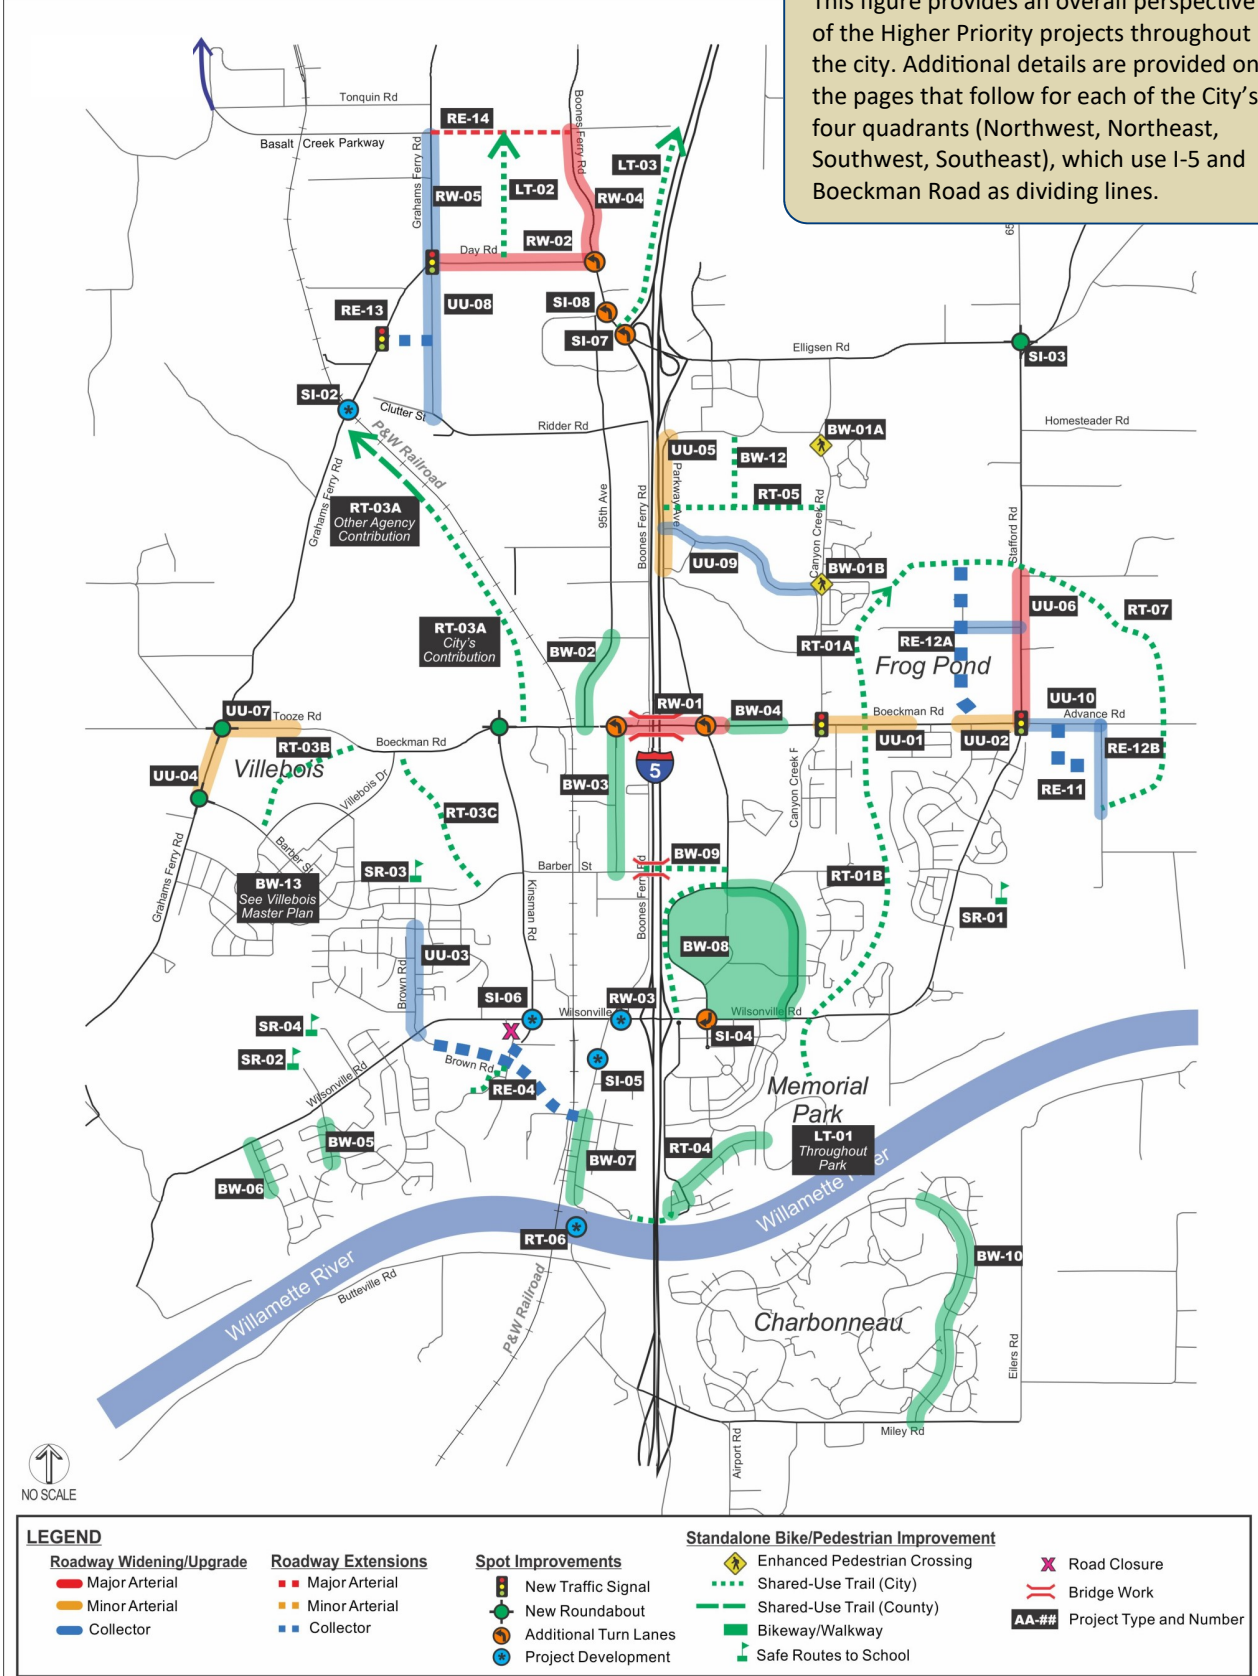 This figure provides an overall perspective
of the Higher Priority projects throughout
the city. Additional details are provided on
the pages that follow for each of the City's
four quadrants (Northwest, Northeast,
Southwest, Southeast), which use I-5 and
Boeckman Road as dividing lines.
Tonquin Rd
Boones Ferry Rd
RE-14
Basalt Creek Parkway
Grahams Ferry Rd
LT-03
LT-02
RW-05
RW-04
65
RW-02
Day Rd
SI-08
UU-08
RE-13
SI-07
Elligsen Rd
SI-03
SI-02
Clutter St
Ridder Rd
Homesteader Rd
P&W Railroad
BW-01A
UU-05
BW-12
Parkway Ave
RT-05
Grahams Ferry Rd
RT-03A
Other Agency
Contribution
95th Ave
Boones Ferry Rd
Canyon Creek Rd
Stafford Rd
UU-09
BW-01B
UU-06
RT-07
RT-03A
City's
Contribution
BW-02
RT-01A
RE-12A
Frog Pond
RW-01
BW-04
UU-10
UU-07
Tooze Rd
Boeckman Rd
Advance Rd
RT-03B
Boeckman Rd
UU-01
UU-02
RE-12B
Villebois
5
UU-04
Villebois Dr
BW-03
RE-11
Canyon Creek R
RT-03C
Barber St
Barber St
BW-09
SR-03
RT-01B
BW-13
See Villebois
Master Plan
Grahams Ferry Rd
Kinsman Rd
Boones Ferry Rd
SR-01
BW-08
UU-03
Brown Rd
SI-06
RW-03
Wilsonville
Wilsonville Rd
SR-04
SI-04
SR-02
Brown Rd
SI-05
Wilsonville Rd
RE-04
Memorial
Park
BW-05
RT-04
LT-01
Throughout
Park
BW-07
BW-06
Willamette River
RT-06
BW-10
Willamette River
Butteville Rd
P&W Railroad
Charbonneau
Eilers Rd
Miley Rd
Airport Rd
NO SCALE
LEGEND
Roadway Widening/Upgrade
Major Arterial
Minor Arterial
Collector
Roadway Extensions
Major Arterial
Minor Arterial
Collector
Spot Improvements
New Traffic Signal
New Roundabout
Additional Turn Lanes
Project Development
Standalone Bike/Pedestrian Improvement
Enhanced Pedestrian Crossing
Shared-Use Trail (City)
Shared-Use Trail (County)
Bikeway/Walkway
Safe Routes to School
Road Closure
Bridge Work
AA-## Project Type and Number